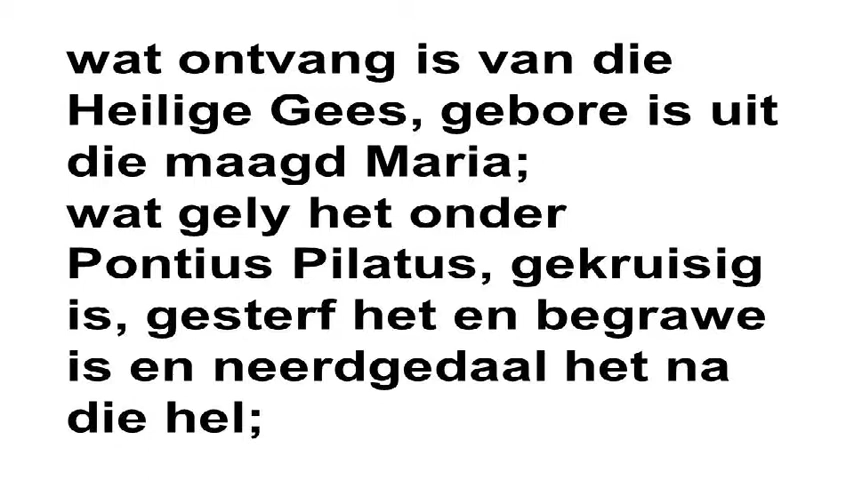 wat ontvang is van die
Heilige Gees, gebore is uit
die maagd Maria;
wat gely het onder
Pontius Pilatus, gekruisig
is, gesterf het en begrawe
is en neerdgedaal het na
die hel;